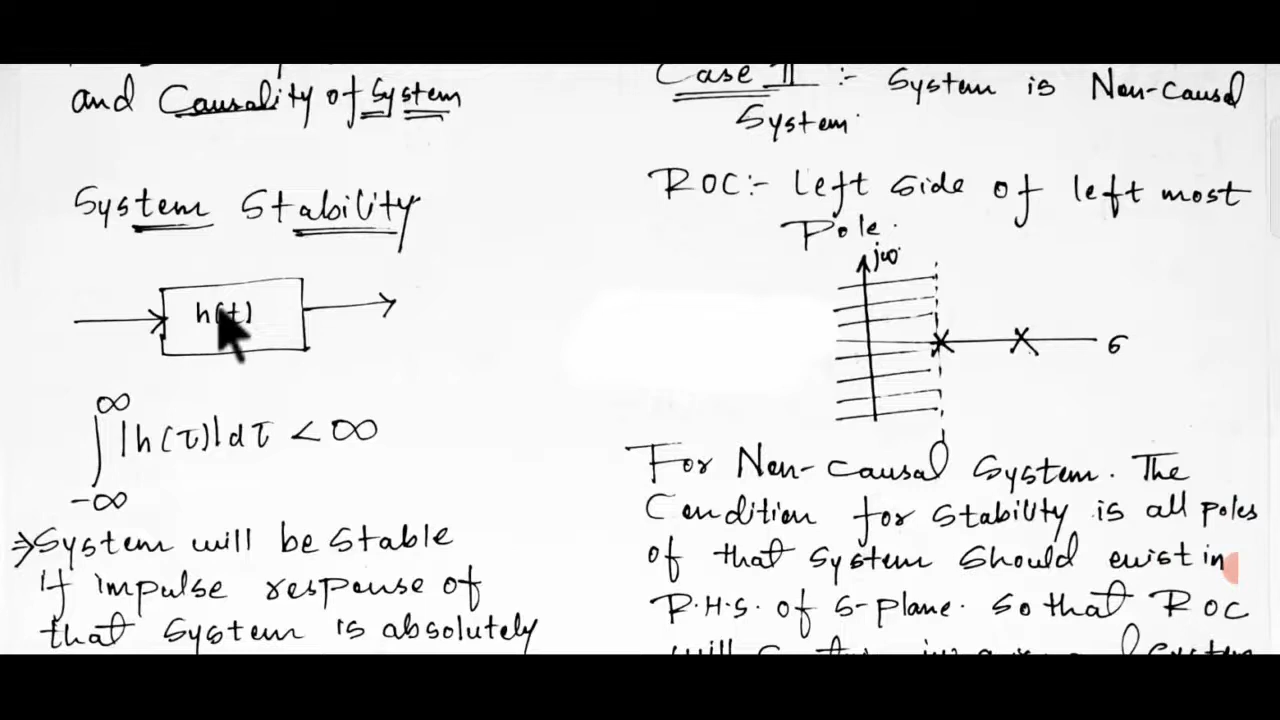 and Causality of System
System Stability
h(t)
∞
∫|h(τ)|dτ < ∞
-∞
⇒System will be Stable
If impulse response of
that System is absolutely
Case II :- System is Non-Causal
System.
ROC:- Left Side of left most
Pole.
jω
σ
For Non-Causal System. The
Condition for Stability is all poles
of that System Should exist in
R.H.S. of S-plane. So that ROC
will